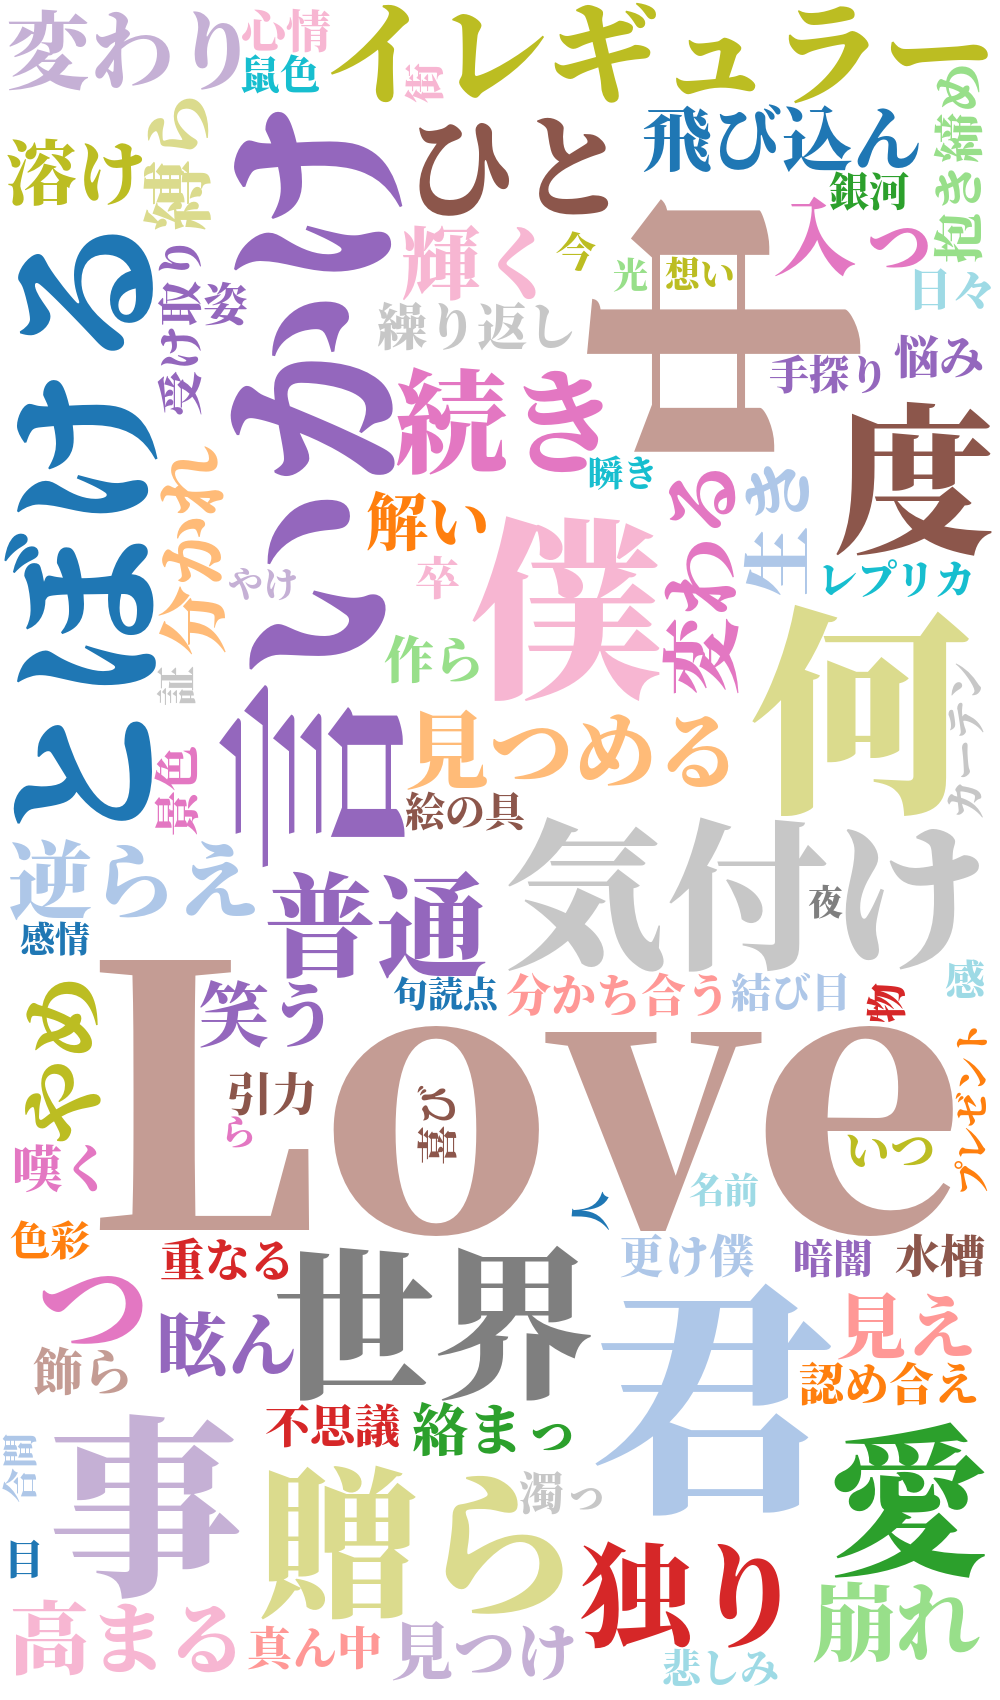 変わり
心情
イレギュラー
鼠色
街
溶け
縛ら
言いかけ
ひと
飛び込ん
銀河
抱き締め
とぼける
受け取り
姿
輝く
今
光
想い
入っ
日々
繰り返し
一日
手探り
悩み
続き
瞬き
度
分かれ
解い
やけ
卒
僕
変わる
生き
レプリカ
作ら
何
証
見つめる
カーテン
景色
絵の具
逆らえ
普通
気付け
夜
感情
Love
やめ
笑う
句読点
分かち合う
結び目
物
感
引力
ら
喜び
いつ
プレゼント
嘆く
名前
人
色彩
重なる
世界
更け僕
暗闇
水槽
つ
眩ん
君
見え
飾ら
認め合え
不思議
絡まっ
合間
事
贈ら
濁っ
愛
目
独り
高まる
真ん中
見つけ
悲しみ
崩れ